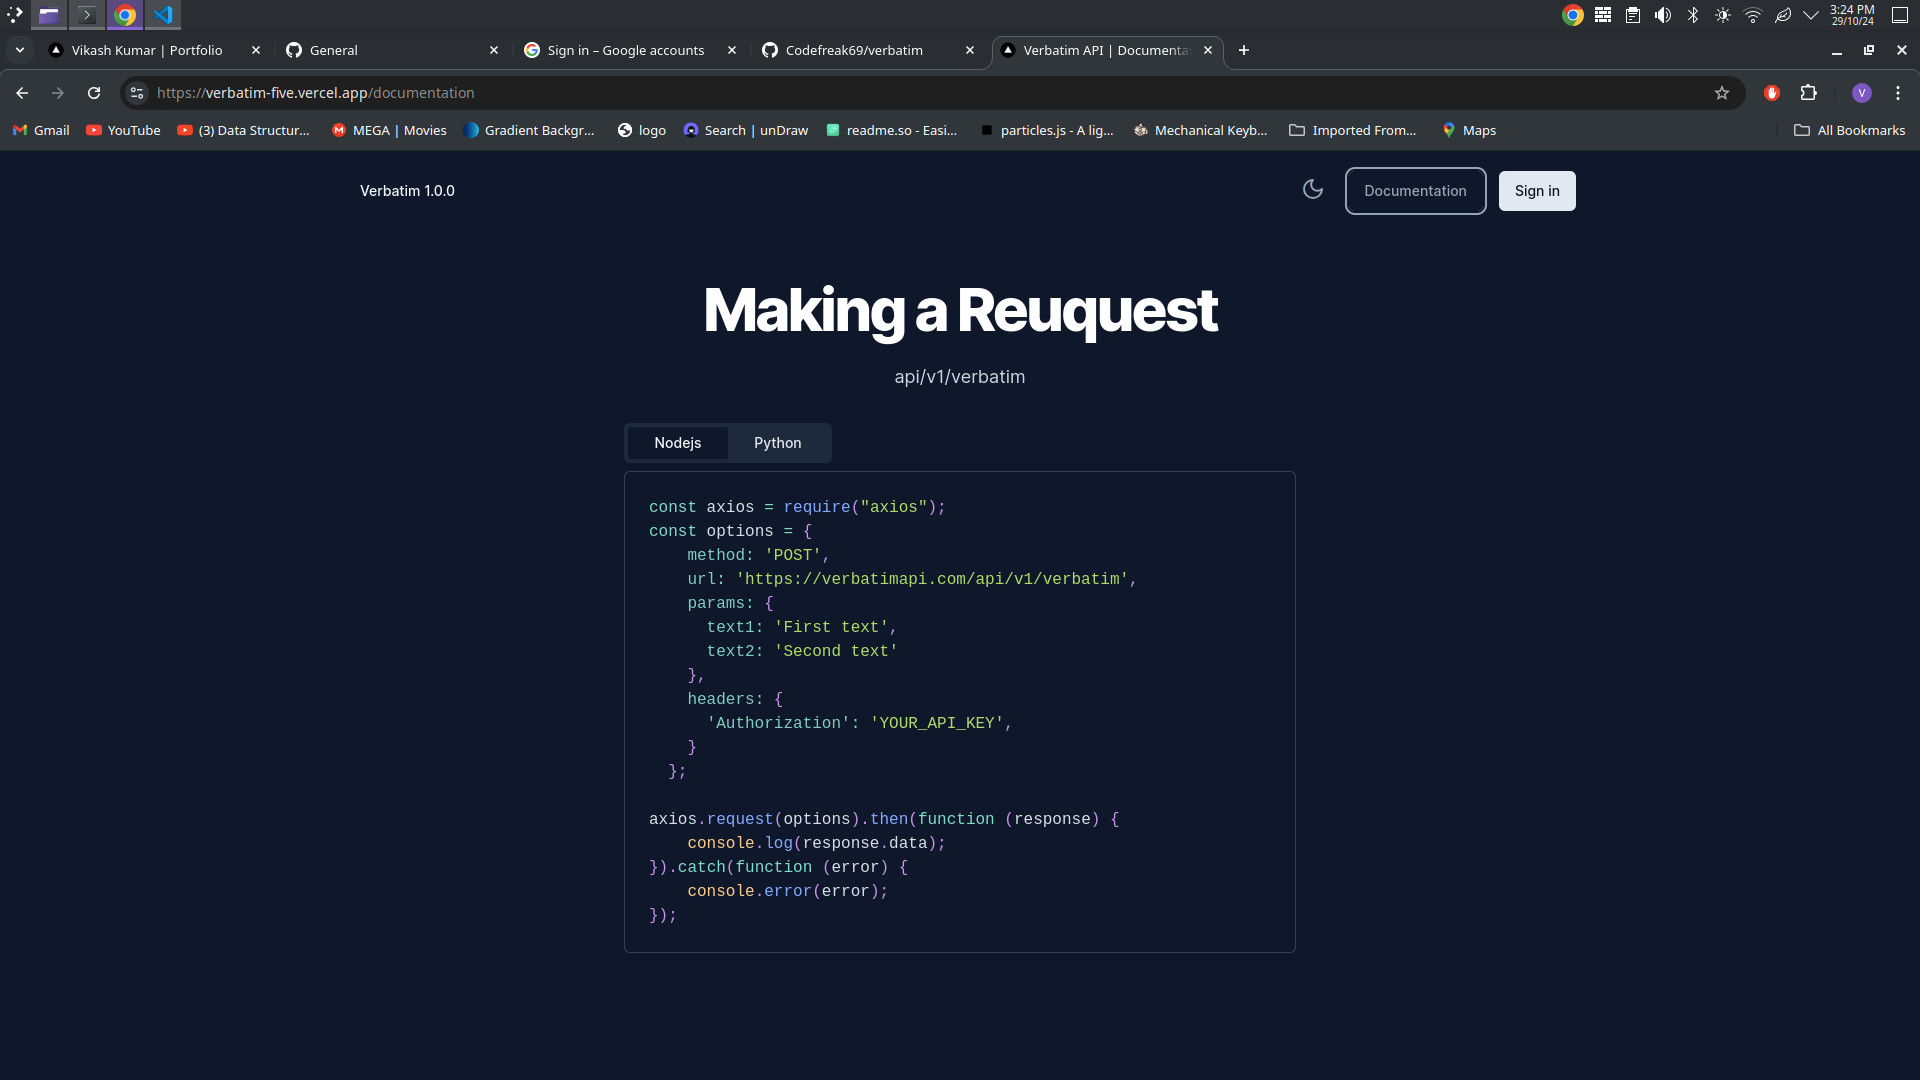 3:24 PM
29/10/24
Vikash Kumar | Portfolio
General
Sign in – Google accounts
Codefreak69/verbatim
Verbatim API | Documenta
https://verbatim-five.vercel.app/documentation
V
Gmail
YouTube
(3) Data Structur...
MEGA | Movies
Gradient Backgr...
logo
Search | unDraw
readme.so - Easi...
particles.js - A lig...
Mechanical Keyb...
Imported From...
Maps
All Bookmarks
Verbatim 1.0.0
Documentation
Sign in
Making a Reuquest
api/v1/verbatim
Nodejs
Python
const axios = require("axios");
const options = {
    method: 'POST',
    url: 'https://verbatimapi.com/api/v1/verbatim',
    params: {
      text1: 'First text',
      text2: 'Second text'
    },
    headers: {
      'Authorization': 'YOUR_API_KEY',
    }
  };
axios.request(options).then(function (response) {
    console.log(response.data);
}).catch(function (error) {
    console.error(error);
});